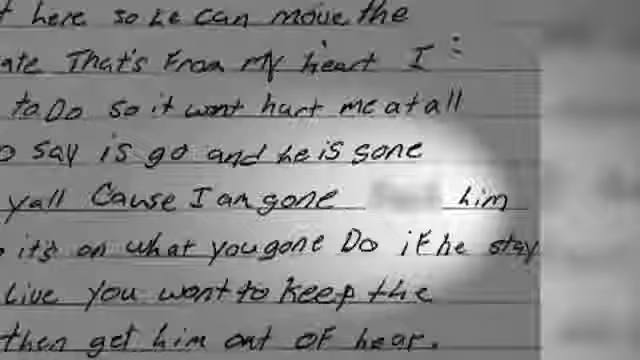 here so he can move the
ate That's From My heart I
to Do so it wont hurt me at all
say is go and he is gone
yall Cause I am gone him
it's on what you gone Do if he stay
Live you wont to keep the
then get him out of hear.